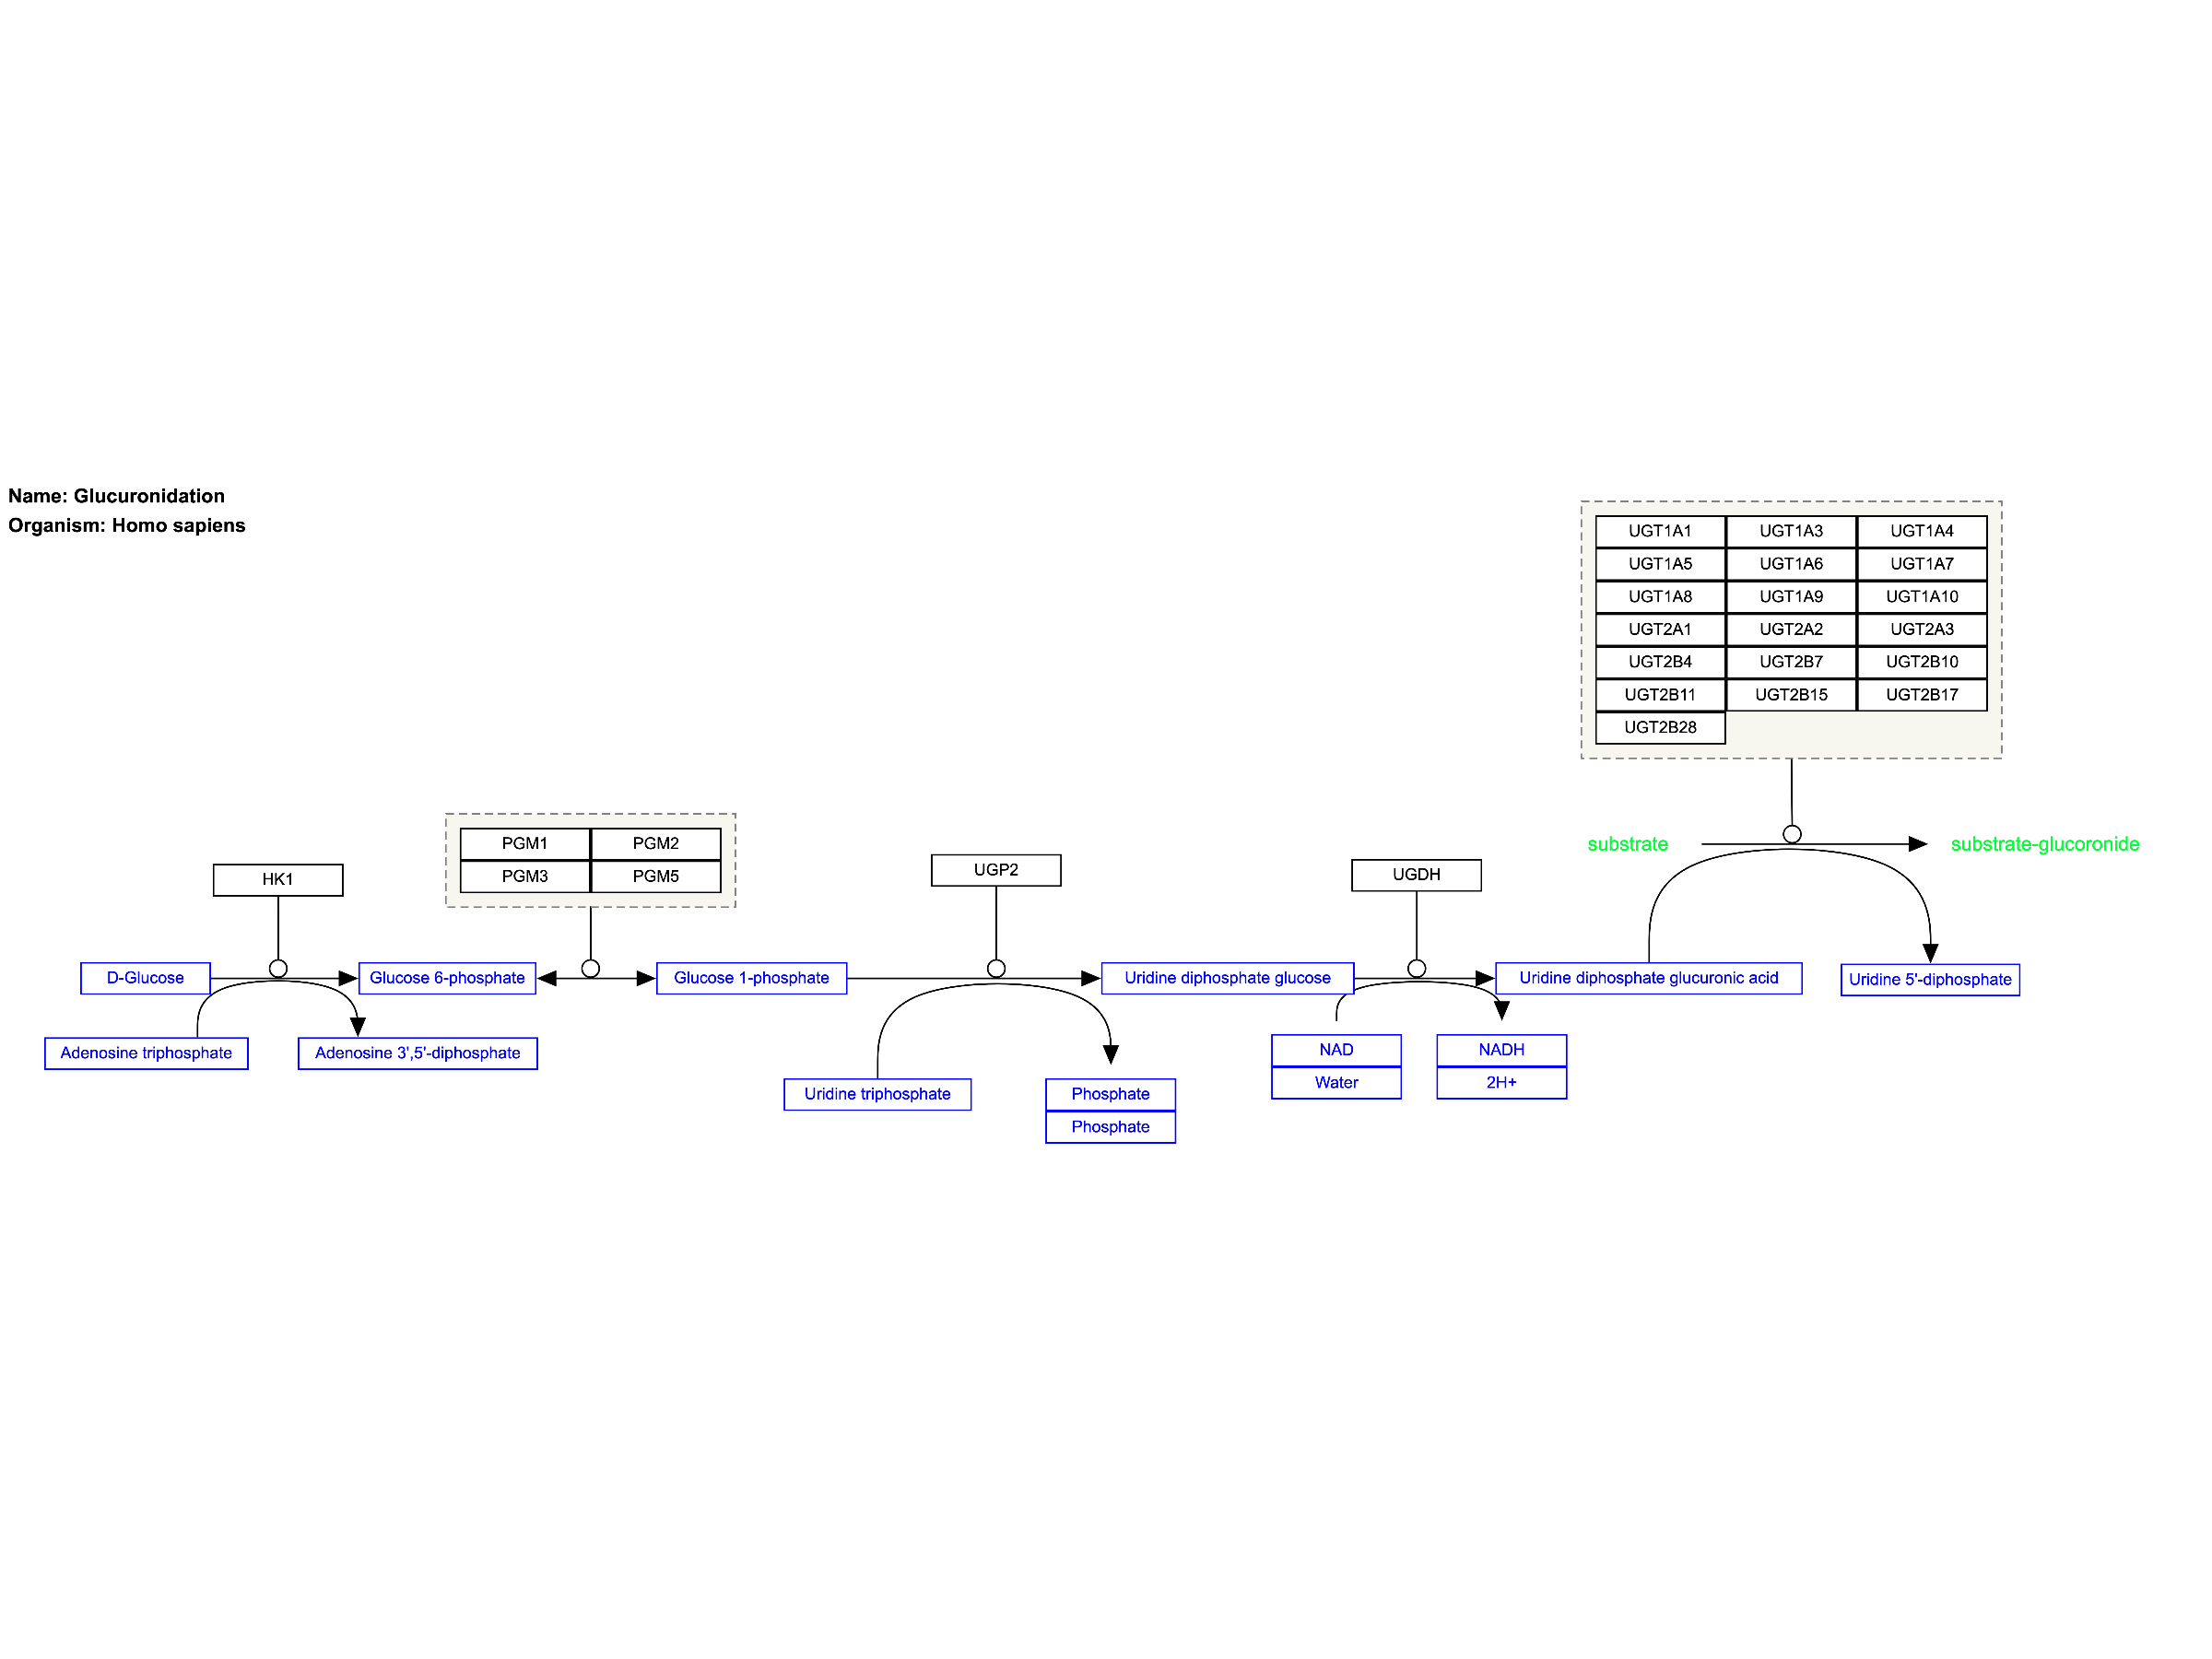 Name: Glucuronidation
Organism: Homo sapiens
UGT1A1 UGT1A3 UGT1A4
UGT1A5 UGT1A6 UGT1A7
UGT1A8 UGT1A9 UGT1A10
UGT2A1 UGT2A2 UGT2A3
UGT2B4 UGT2B7 UGT2B10
UGT2B11 UGT2B15 UGT2B17
UGT2B28
substrate substrate-glucoronide
PGM1 PGM2
PGM3 PGM5
HK1
UGP2
UGDH
D-Glucose Glucose 6-phosphate Glucose 1-phosphate Uridine diphosphate glucose Uridine diphosphate glucuronic acid Uridine 5'-diphosphate
Adenosine triphosphate Adenosine 3',5'-diphosphate
NAD NADH
Water 2H+
Uridine triphosphate Phosphate
Phosphate